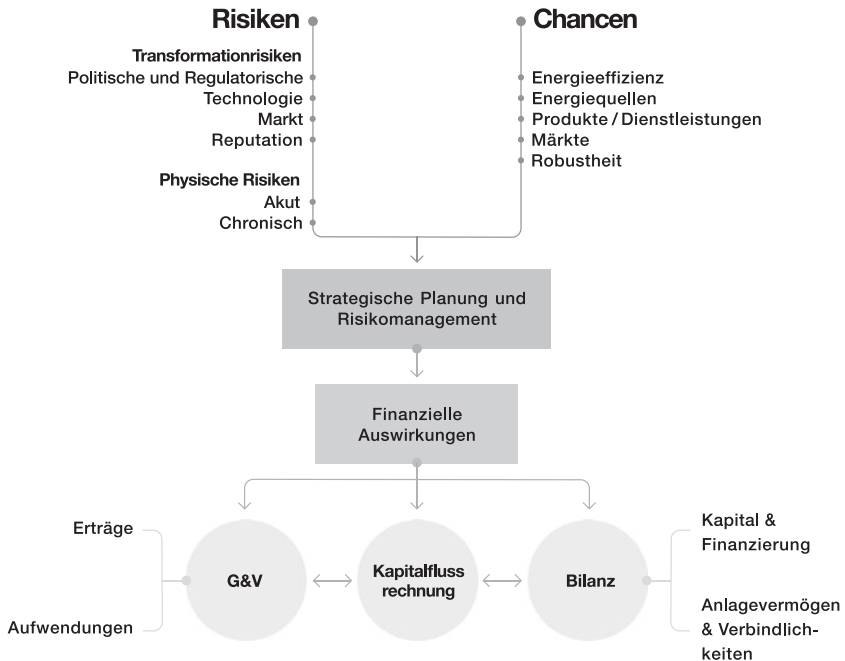 Risiken
Transformationrisiken
Politische und Regulatorische
Technologie
Markt
Reputation
Physische Risiken
Akut
Chronisch
Chancen
Energieeffizienz
Energiequellen
Produkte / Dienstleistungen
Märkte
Robustheit
Strategische Planung und
Risikomanagement
Finanzielle
Auswirkungen
Erträge
Aufwendungen
G&V
Kapitalfluss
rechnung
Bilanz
Kapital &
Finanzierung
Anlagevermögen
& Verbindlich-
keiten